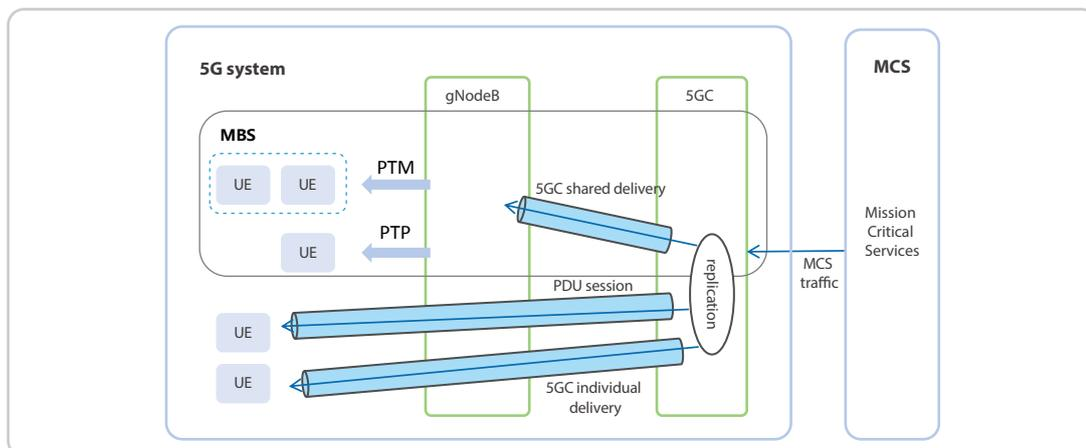 5G system
MCS
gNodeB
5GC
MBS
UE
UE
PTM
5GC shared delivery
UE
PTP
replication
Mission
Critical
Services
MCS
traffic
PDU session
UE
UE
5GC individual
delivery